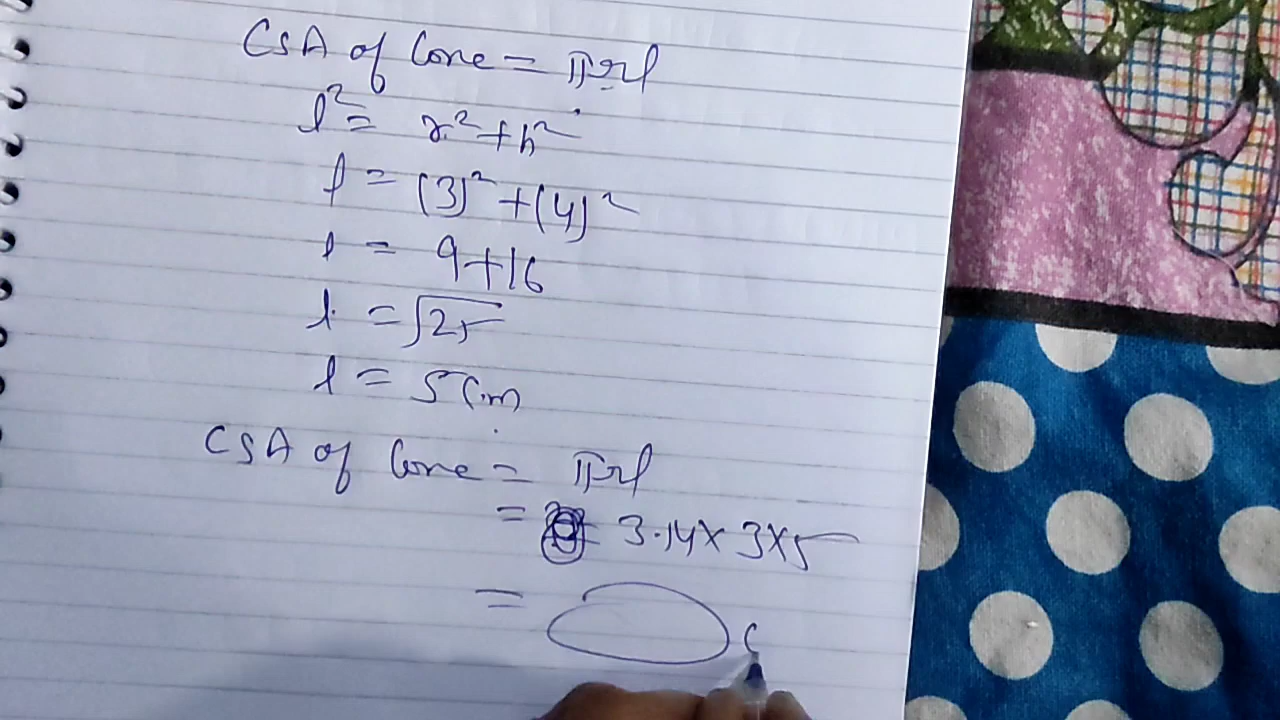 CSA of Cone = πrl
l² = r² + h²
l = (3)² + (4)²
l = 9 + 16
l = √25
l = 5 cm
CSA of Cone = πrl
= 3.14 × 3 × 5
= C